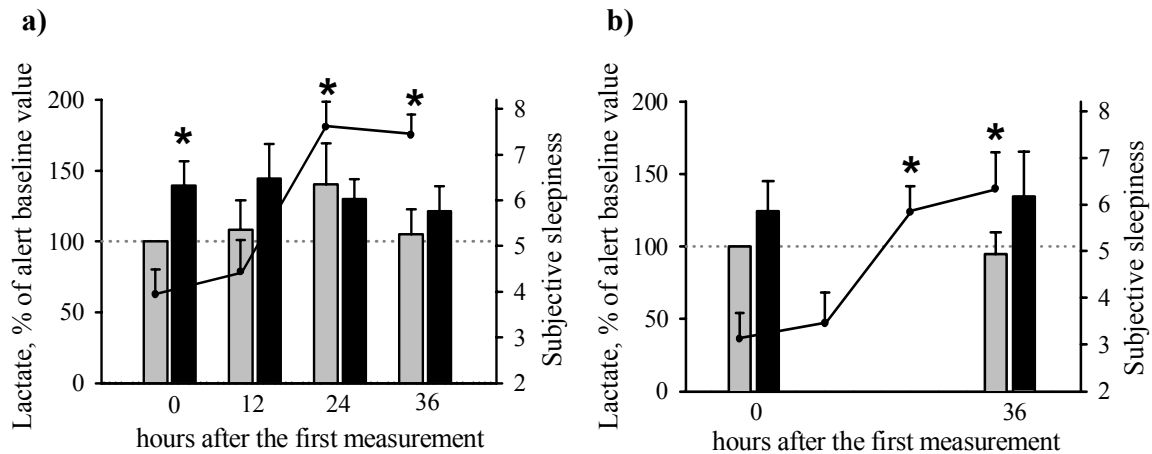 a)
Lactate, % of alert baseline value
200
150
100
50
0
* * *
8
7
6
5
4
3
2
Subjective sleepiness
0 12 24 36
hours after the first measurement
b)
Lactate, % of alert baseline value
200
150
100
50
0
* *
8
7
6
5
4
3
2
Subjective sleepiness
0 36
hours after the first measurement